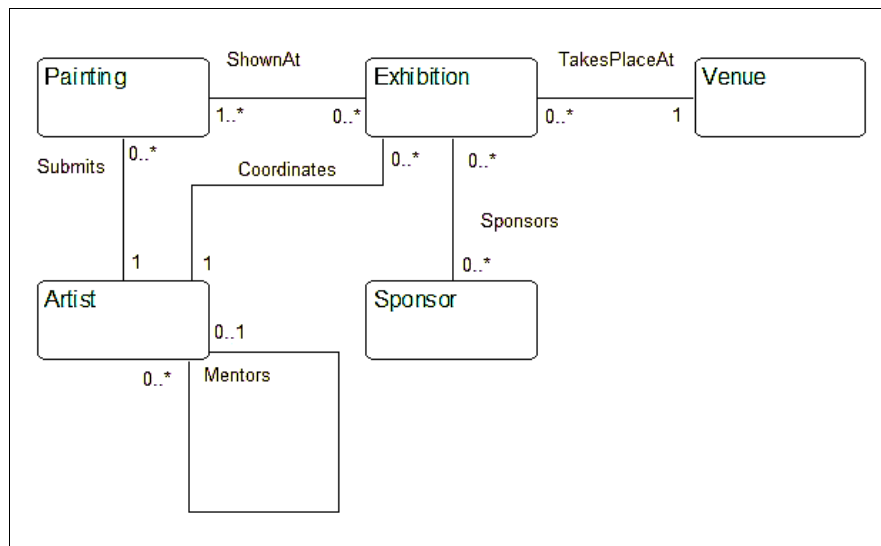 ShownAt
TakesPlaceAt
Painting
Exhibition
Venue
1..*
0..*
0..*
1
0..*
0..*
0..*
Submits
Coordinates
Sponsors
1
1
0..*
Artist
Sponsor
0..1
0..*
Mentors